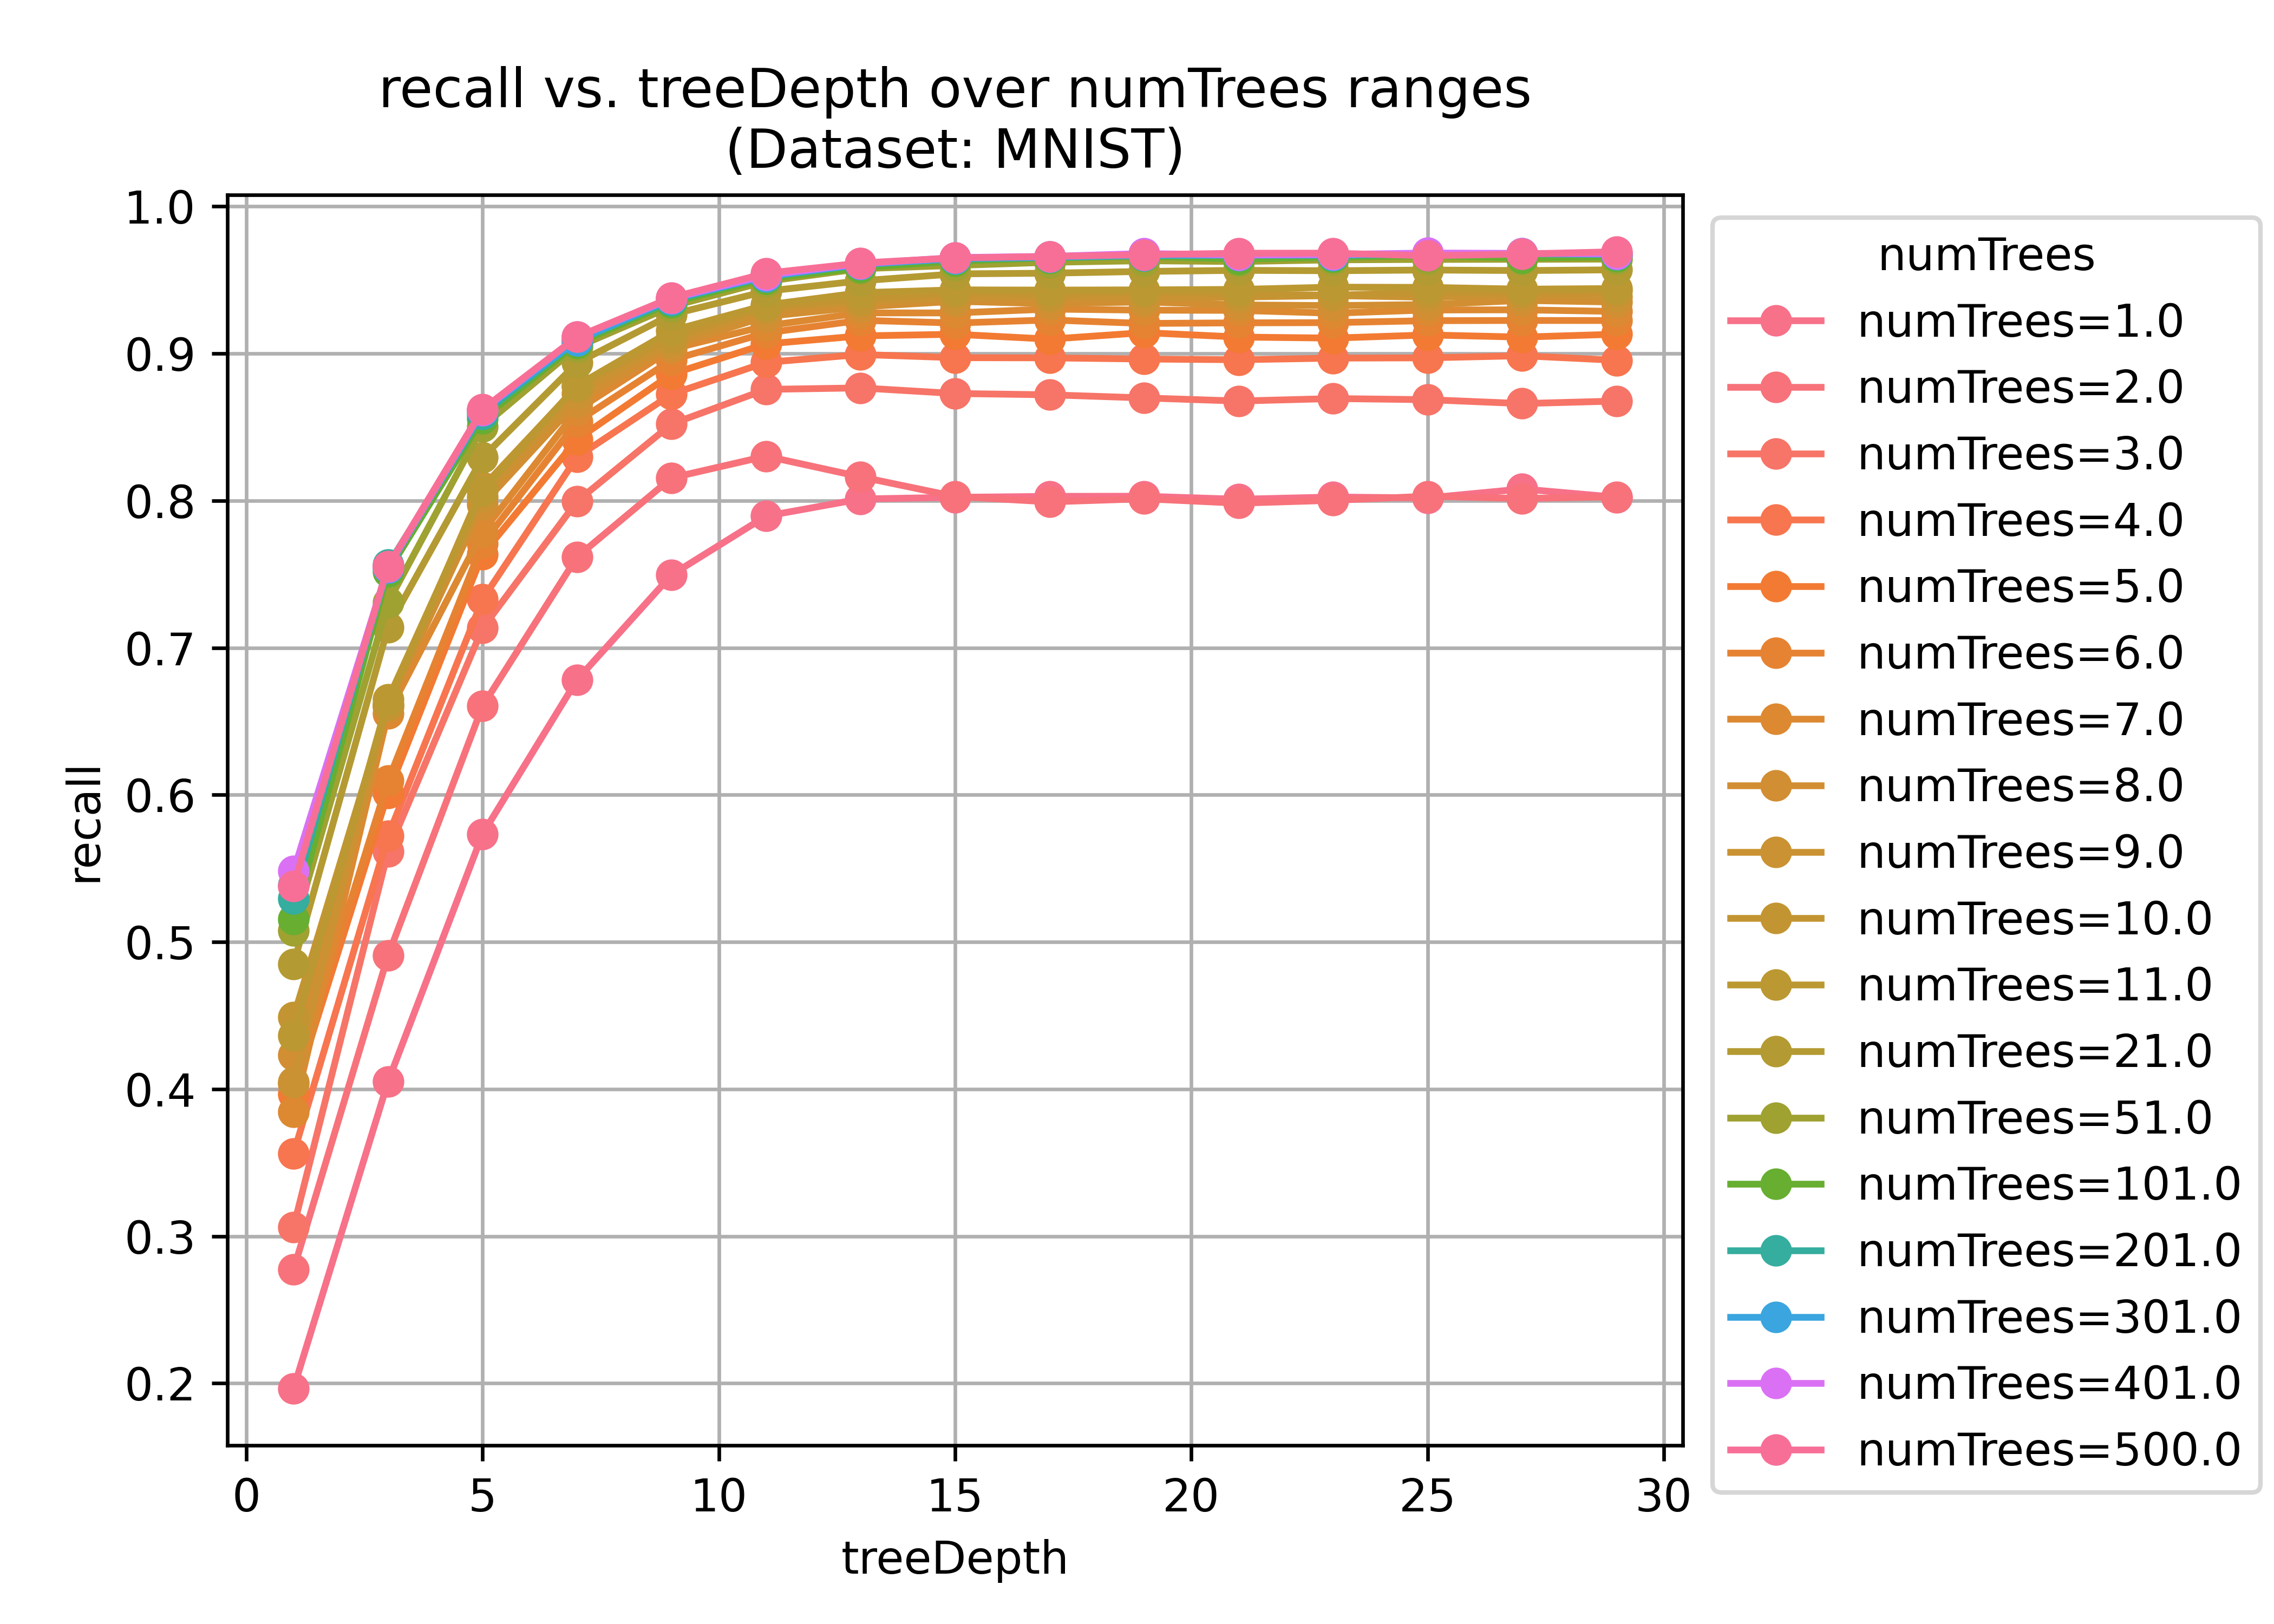 recall vs. treeDepth over numTrees ranges
(Dataset: MNIST)
1.0
0.9
0.8
0.7
0.6
0.5
0.4
0.3
0.2
recall
0
5
10
15
20
25
30
treeDepth
numTrees
numTrees=1.0
numTrees=2.0
numTrees=3.0
numTrees=4.0
numTrees=5.0
numTrees=6.0
numTrees=7.0
numTrees=8.0
numTrees=9.0
numTrees=10.0
numTrees=11.0
numTrees=21.0
numTrees=51.0
numTrees=101.0
numTrees=201.0
numTrees=301.0
numTrees=401.0
numTrees=500.0